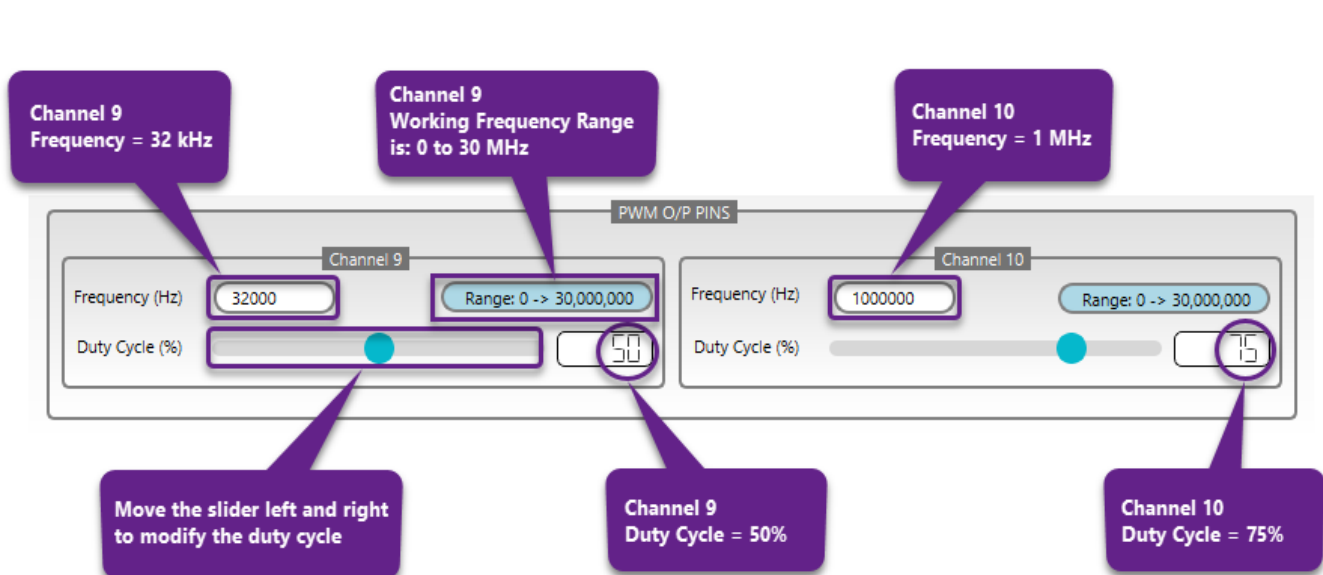 Channel 9
Frequency = 32 kHz
Channel 9
Working Frequency Range
is: 0 to 30 MHz
Channel 10
Frequency = 1 MHz
PWM O/P PINS
Channel 9
Frequency (Hz)
32000
Range: 0 -> 30,000,000
Duty Cycle (%)
50
Channel 10
Frequency (Hz)
1000000
Range: 0 -> 30,000,000
Duty Cycle (%)
75
Move the slider left and right
to modify the duty cycle
Channel 9
Duty Cycle = 50%
Channel 10
Duty Cycle = 75%